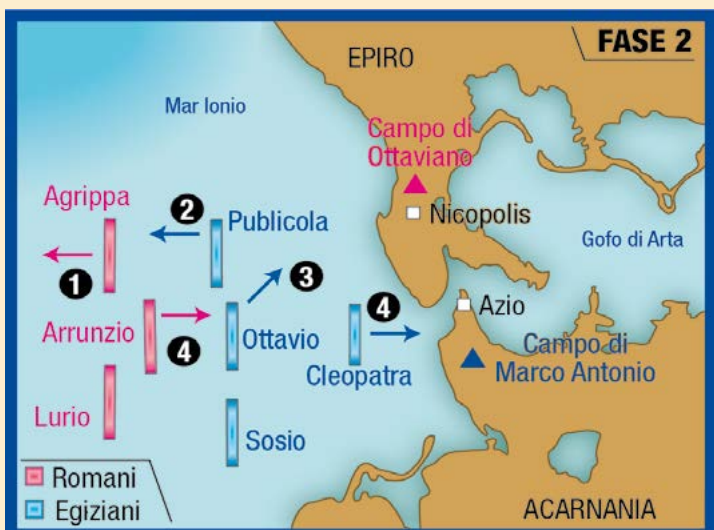 FASE 2
EPIRO
Mar Ionio
Campo di
Ottaviano
Nicopolis
Gofo di Arta
Agrippa
1
2
Publicola
3
Arrunzio
4
Ottavio
4
Cleopatra
Azio
Campo di
Marco Antonio
Lurio
Sosio
Romani
Egiziani
ACARNANIA